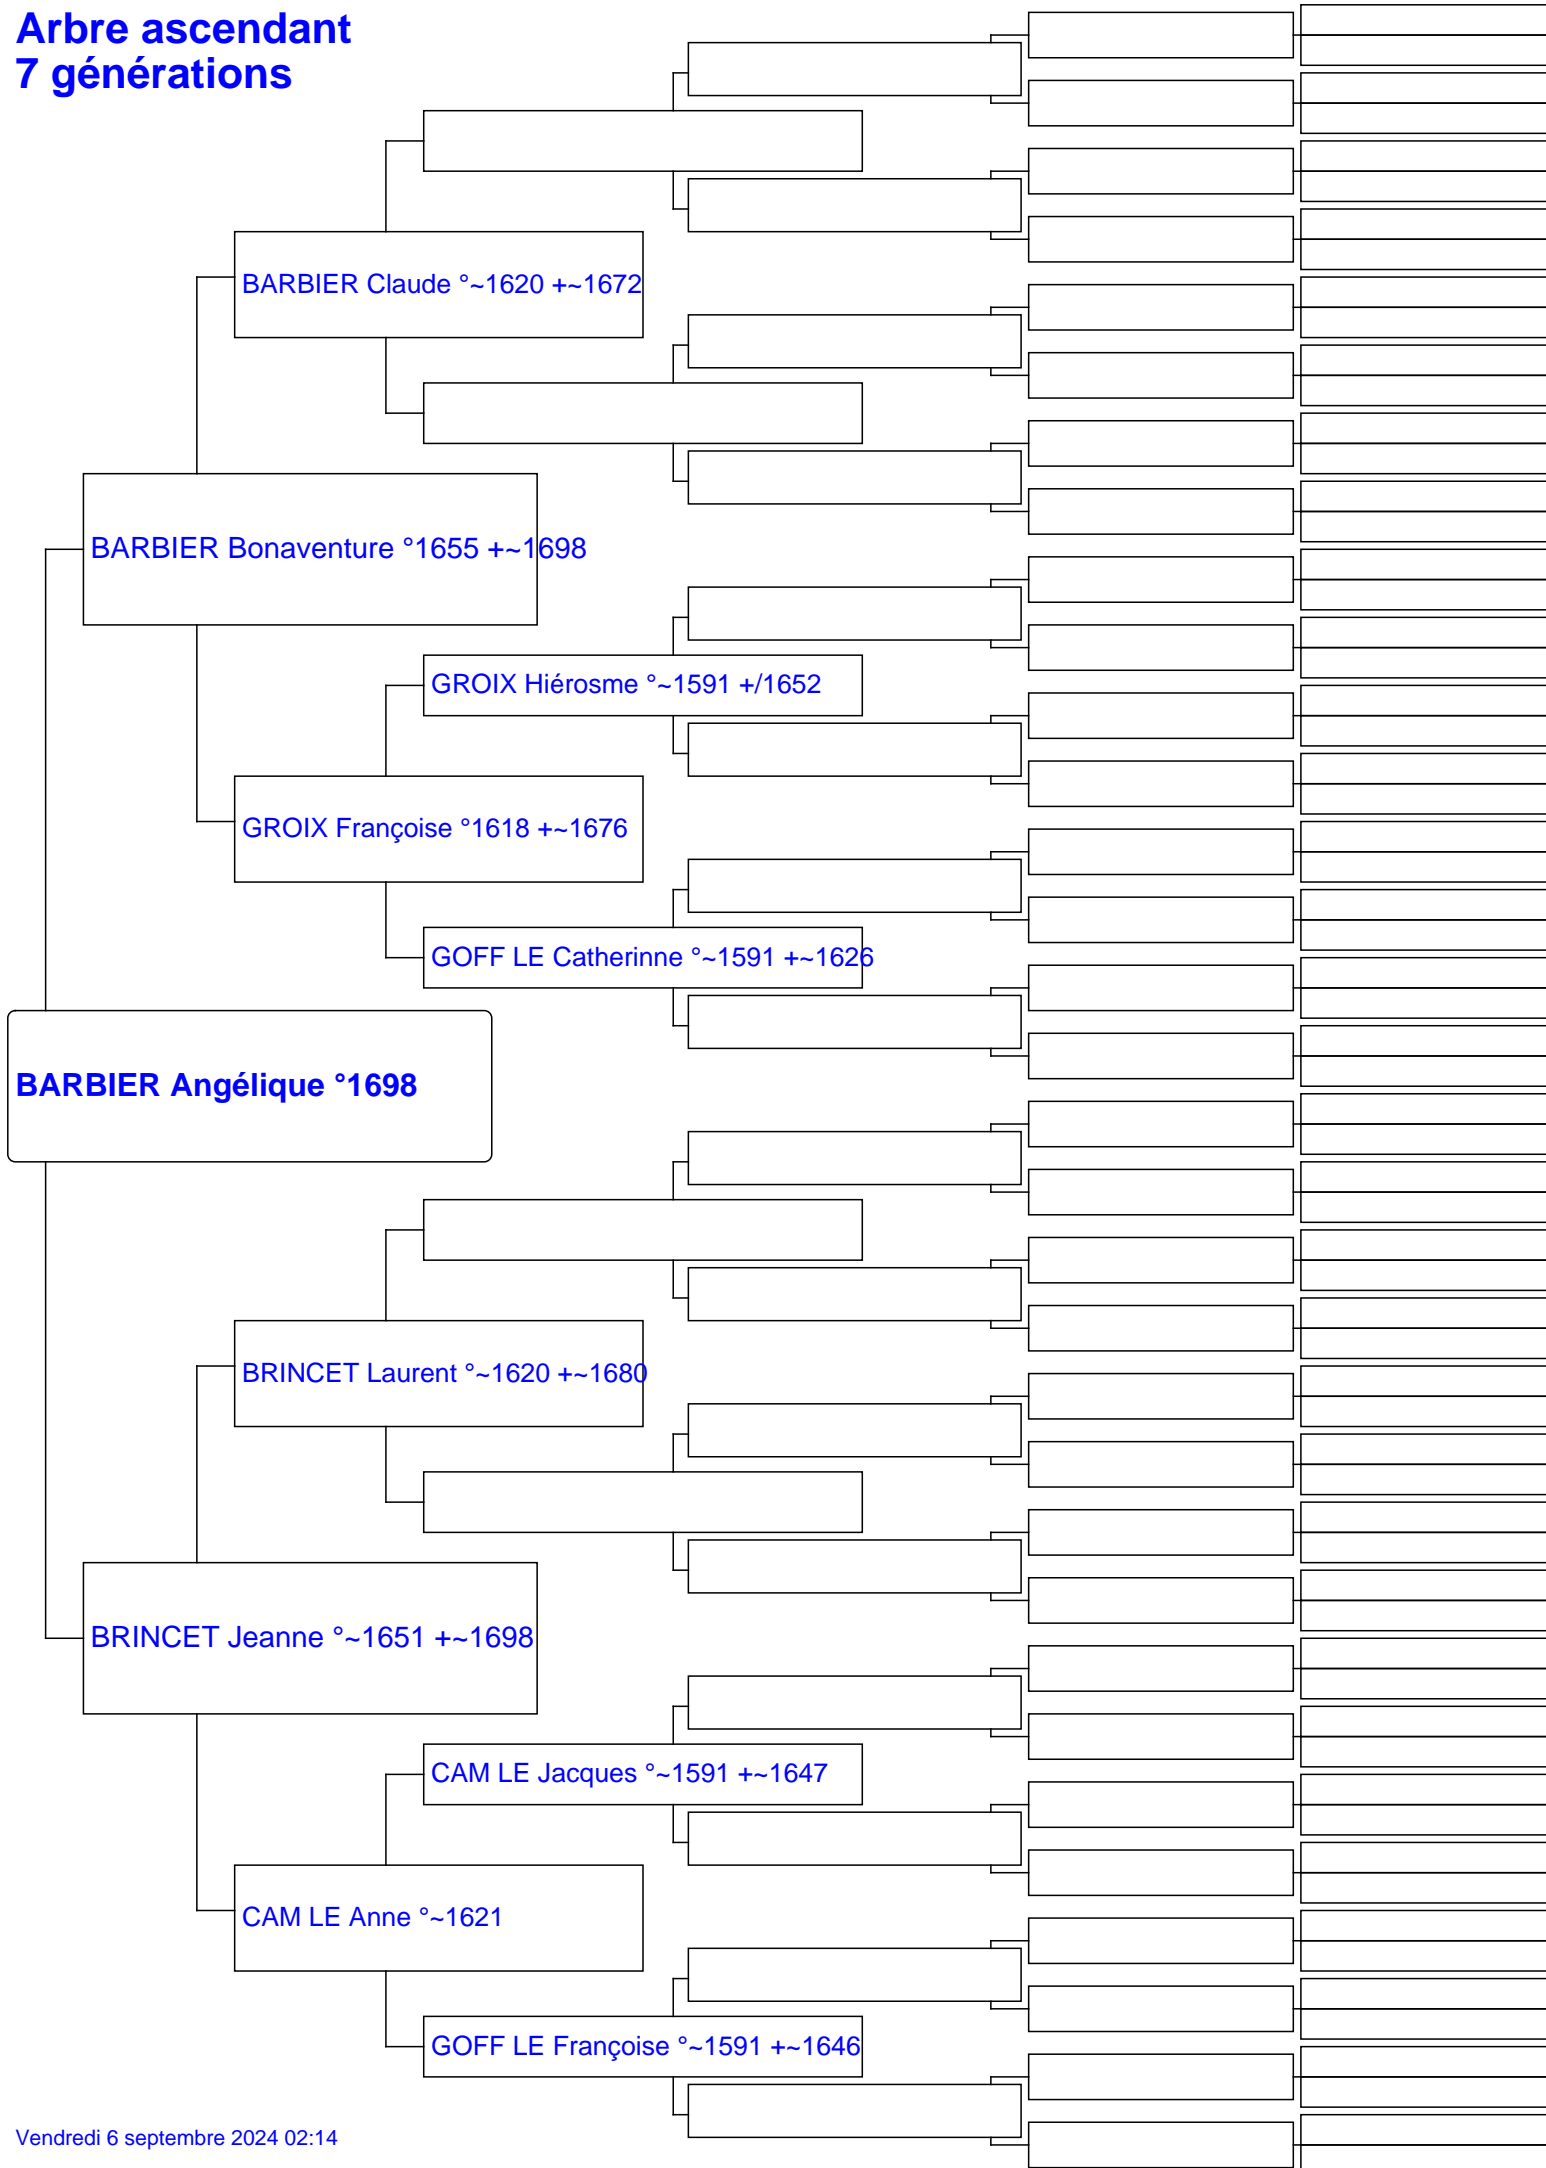 Arbre ascendant
7 générations
BARBIER Claude °~1620 +~1672
BARBIER Bonaventure °1655 +~1698
GROIX Hiérosme °~1591 +/1652
GROIX Françoise °1618 +~1676
GOFF LE Catherinne °~1591 +~1626
BARBIER Angélique °1698
BRINCET Laurent °~1620 +~1680
BRINCET Jeanne °~1651 +~1698
CAM LE Jacques °~1591 +~1647
CAM LE Anne °~1621
GOFF LE Françoise °~1591 +~1646
Vendredi 6 septembre 2024 02:14